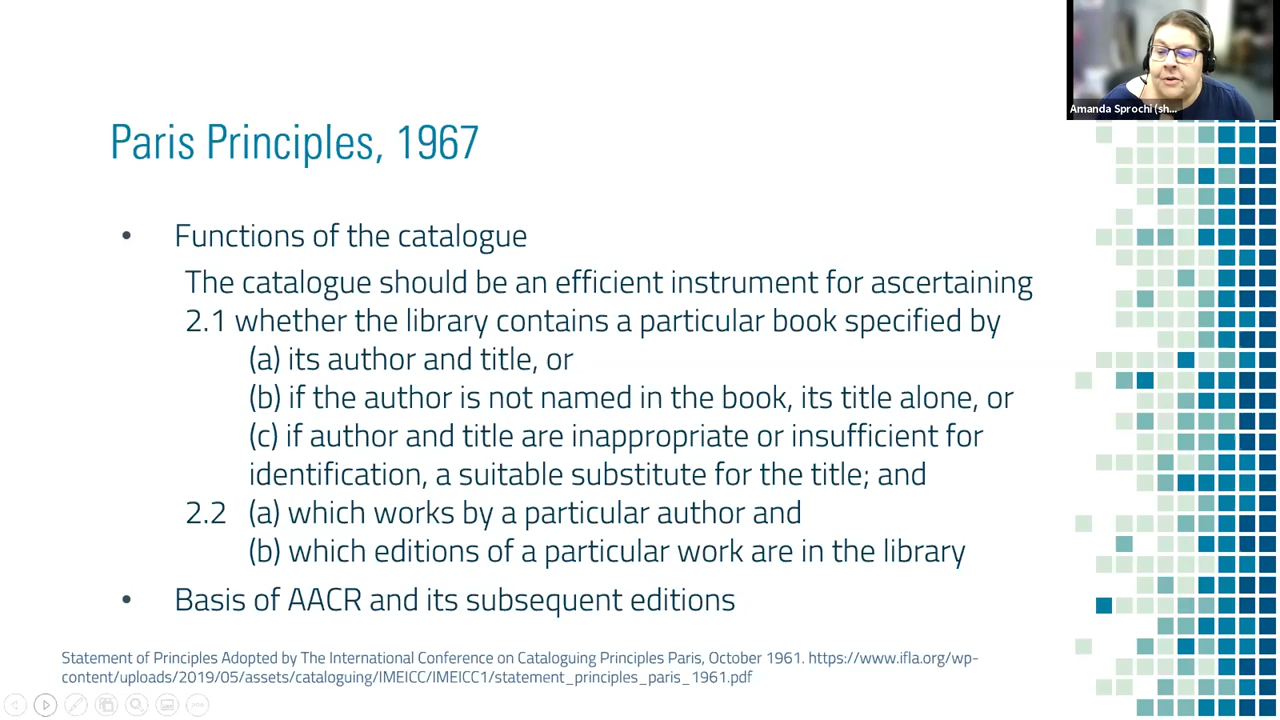 Amanda Sprochi (sh...
Paris Principles, 1967
• Functions of the catalogue
The catalogue should be an efficient instrument for ascertaining
2.1 whether the library contains a particular book specified by
(a) its author and title, or
(b) if the author is not named in the book, its title alone, or
(c) if author and title are inappropriate or insufficient for
identification, a suitable substitute for the title; and
2.2 (a) which works by a particular author and
(b) which editions of a particular work are in the library
• Basis of AACR and its subsequent editions
Statement of Principles Adopted by The International Conference on Cataloguing Principles Paris, October 1961. https://www.ifla.org/wp-
content/uploads/2019/05/assets/cataloguing/IMEICC/IMEICC1/statement_principles_paris_1961.pdf